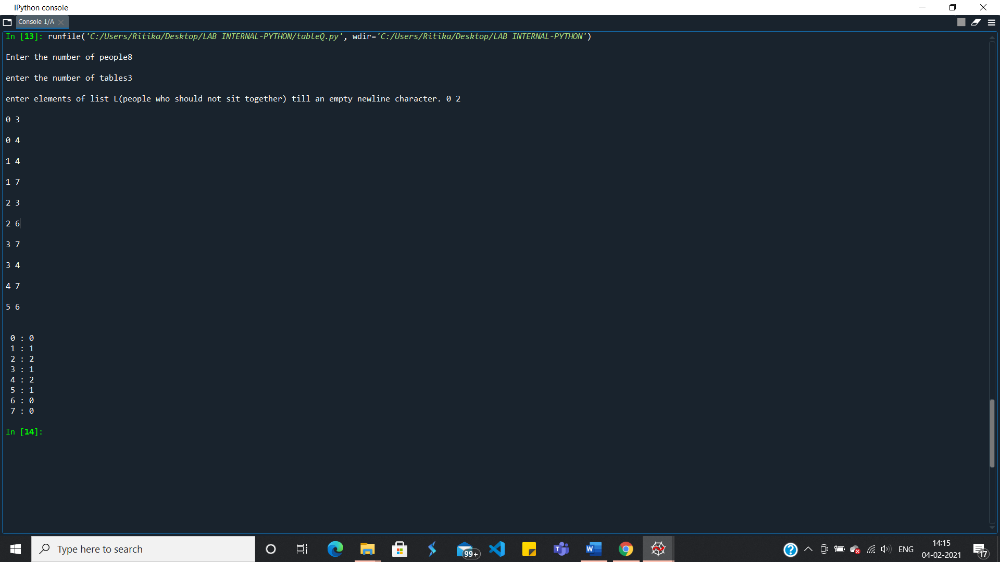 IPython console
Console 1/A
In [13]: runfile('C:/Users/Ritika/Desktop/LAB INTERNAL-PYTHON/tableQ.py', wdir='C:/Users/Ritika/Desktop/LAB INTERNAL-PYTHON')
Enter the number of people8
enter the number of tables3
enter elements of list L(people who should not sit together) till an empty newline character. 0 2
0 3
0 4
1 4
1 7
2 3
2 6
3 7
3 4
4 7
5 6
0 : 0
1 : 1
2 : 2
3 : 1
4 : 2
5 : 1
6 : 0
7 : 0
In [14]:
Type here to search
99+
ENG
14:15
04-02-2021
17